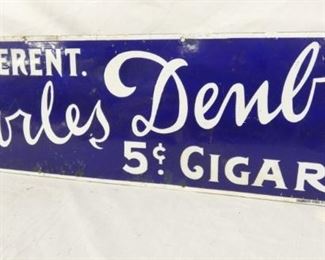 ERENT.
rles Denb
5¢ CIGAR